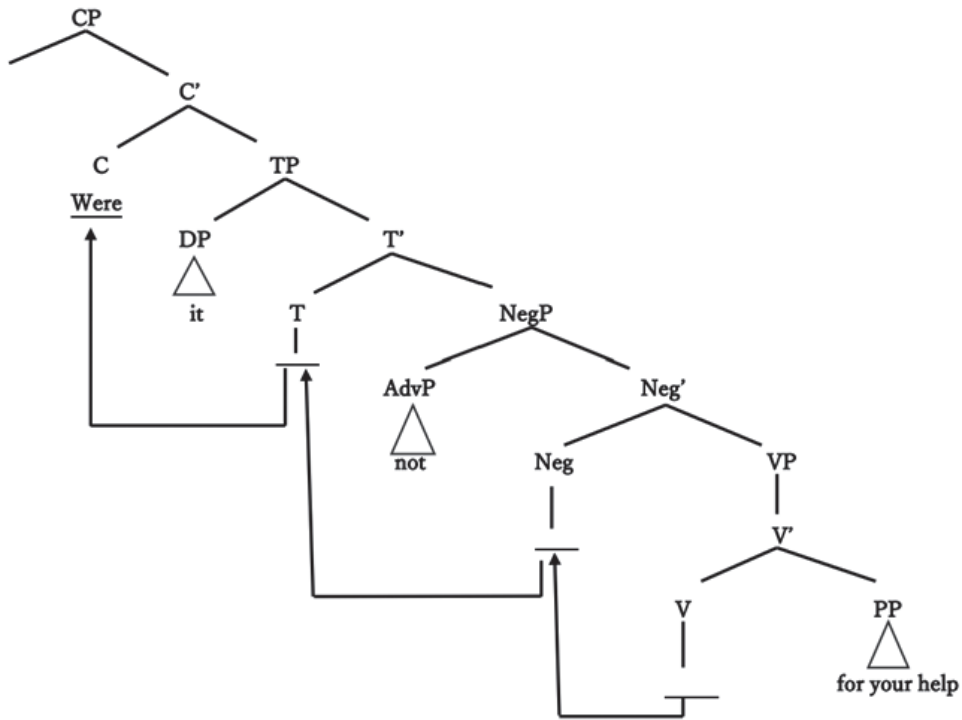 CP
C'
C TP
Were
DP T'
it T NegP
AdvP Neg'
not
Neg VP
V'
V PP
for your help